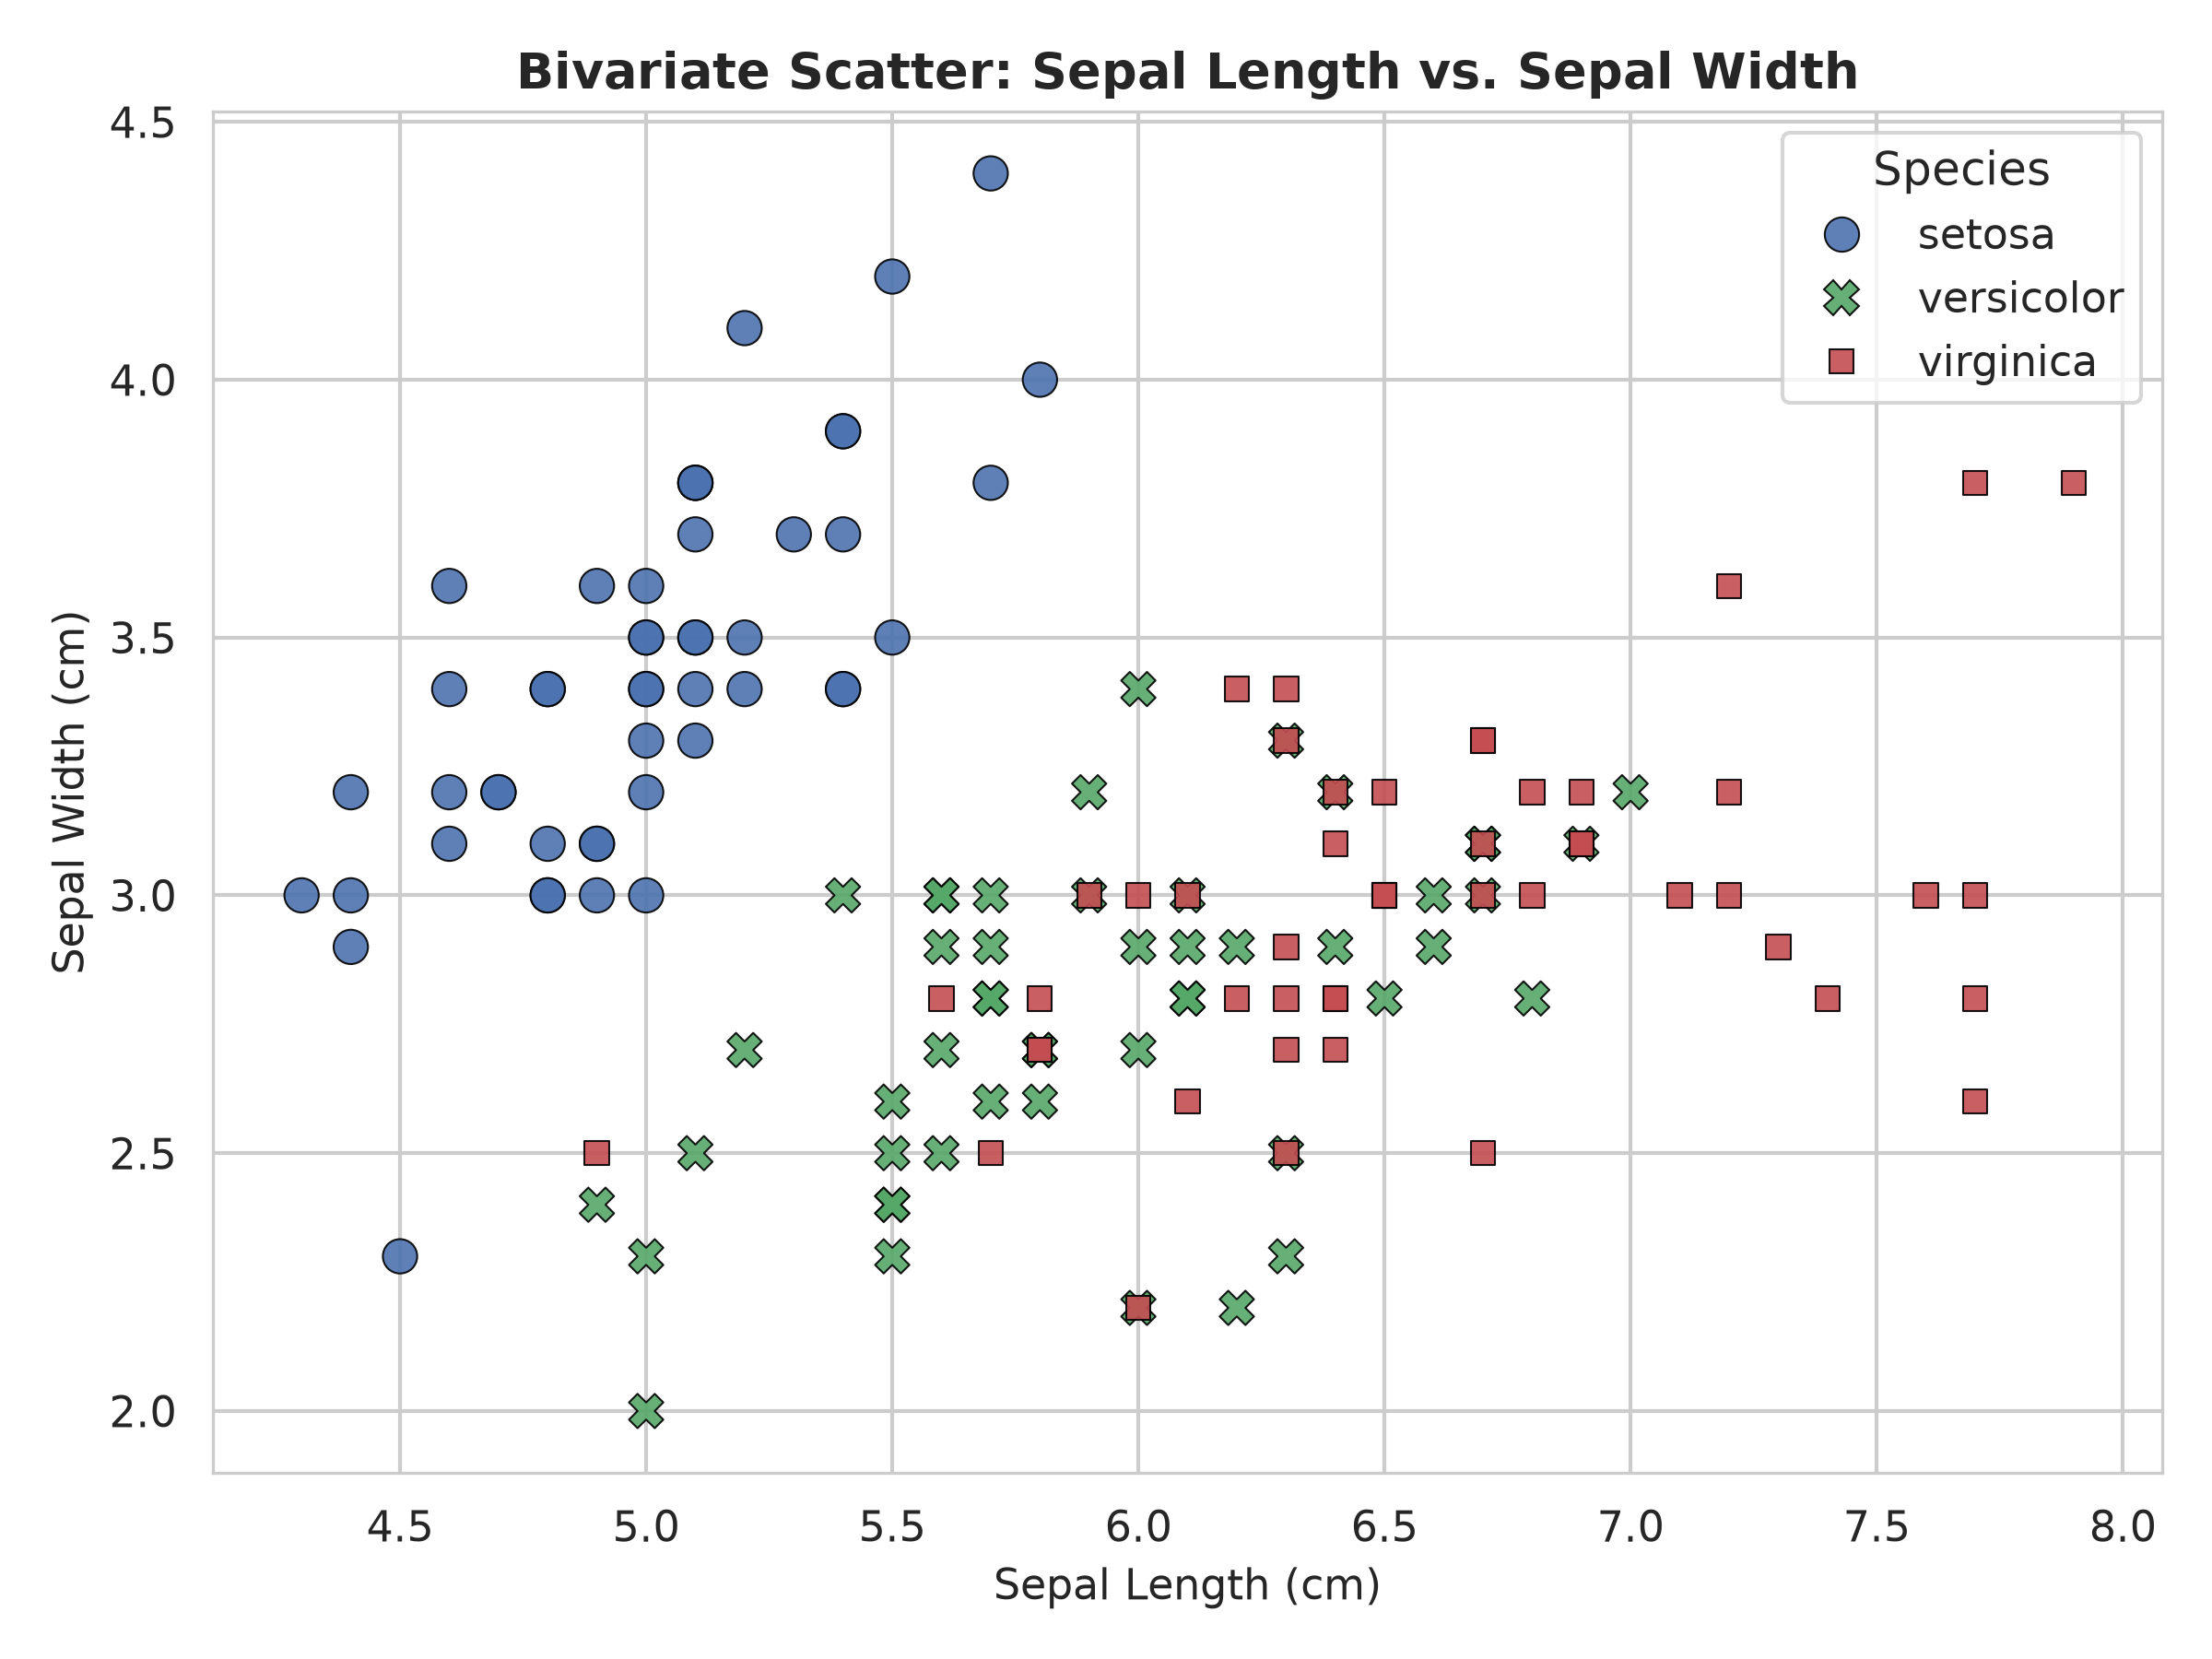 Bivariate Scatter: Sepal Length vs. Sepal Width
Species
setosa
versicolor
virginica
Sepal Width (cm)
4.5
4.0
3.5
3.0
2.5
2.0
4.5 5.0 5.5 6.0 6.5 7.0 7.5 8.0
Sepal Length (cm)